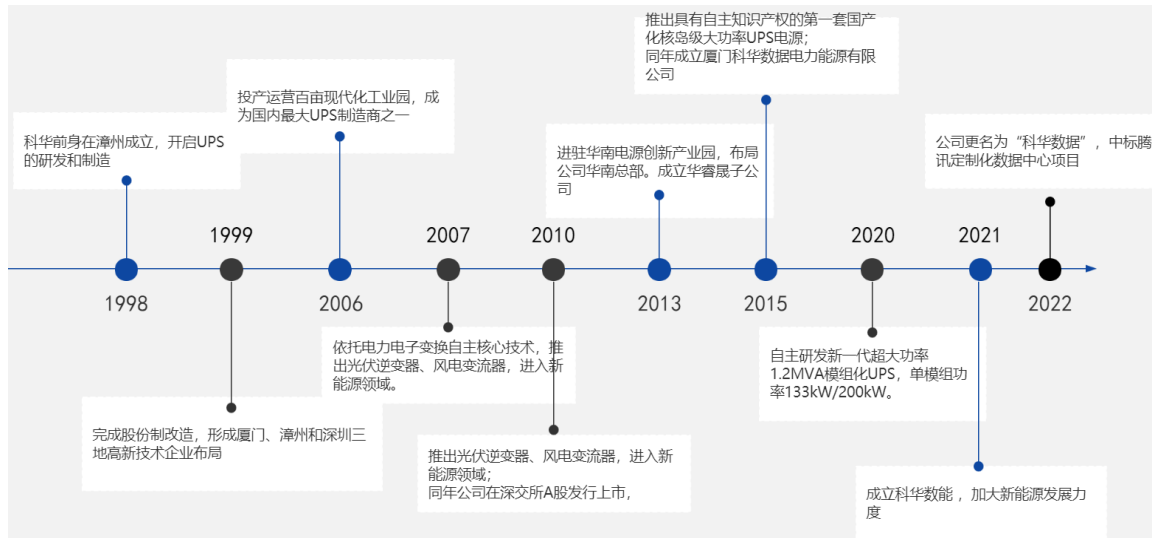 推出具有自主知识产权的第一套国产
化核岛级大功率UPS电源；
同年成立厦门科华数据电力能源有限
公司
投产运营百亩现代化工业园，成
为国内最大UPS制造商之一
科华前身在漳州成立，开启UPS
的研发和制造
进驻华南电源创新产业园，布局
公司华南总部。成立华睿晟子公
司
公司更名为“科华数据”，中标腾
讯定制化数据中心项目
1999
2007
2010
2020
2021
1998
2006
2013
2015
2022
依托电力电子变换自主核心技术，推
出光伏逆变器、风电变流器，进入新
能源领域。
自主研发新一代超大功率
1.2MVA模组化UPS，单模组功
率133kW/200kW。
完成股份制改造，形成厦门、漳州和深圳三
地高新技术企业布局
推出光伏逆变器、风电变流器，进入新
能源领域；
同年公司在深交所A股发行上市，
成立科华数能 ，加大新能源发展力
度